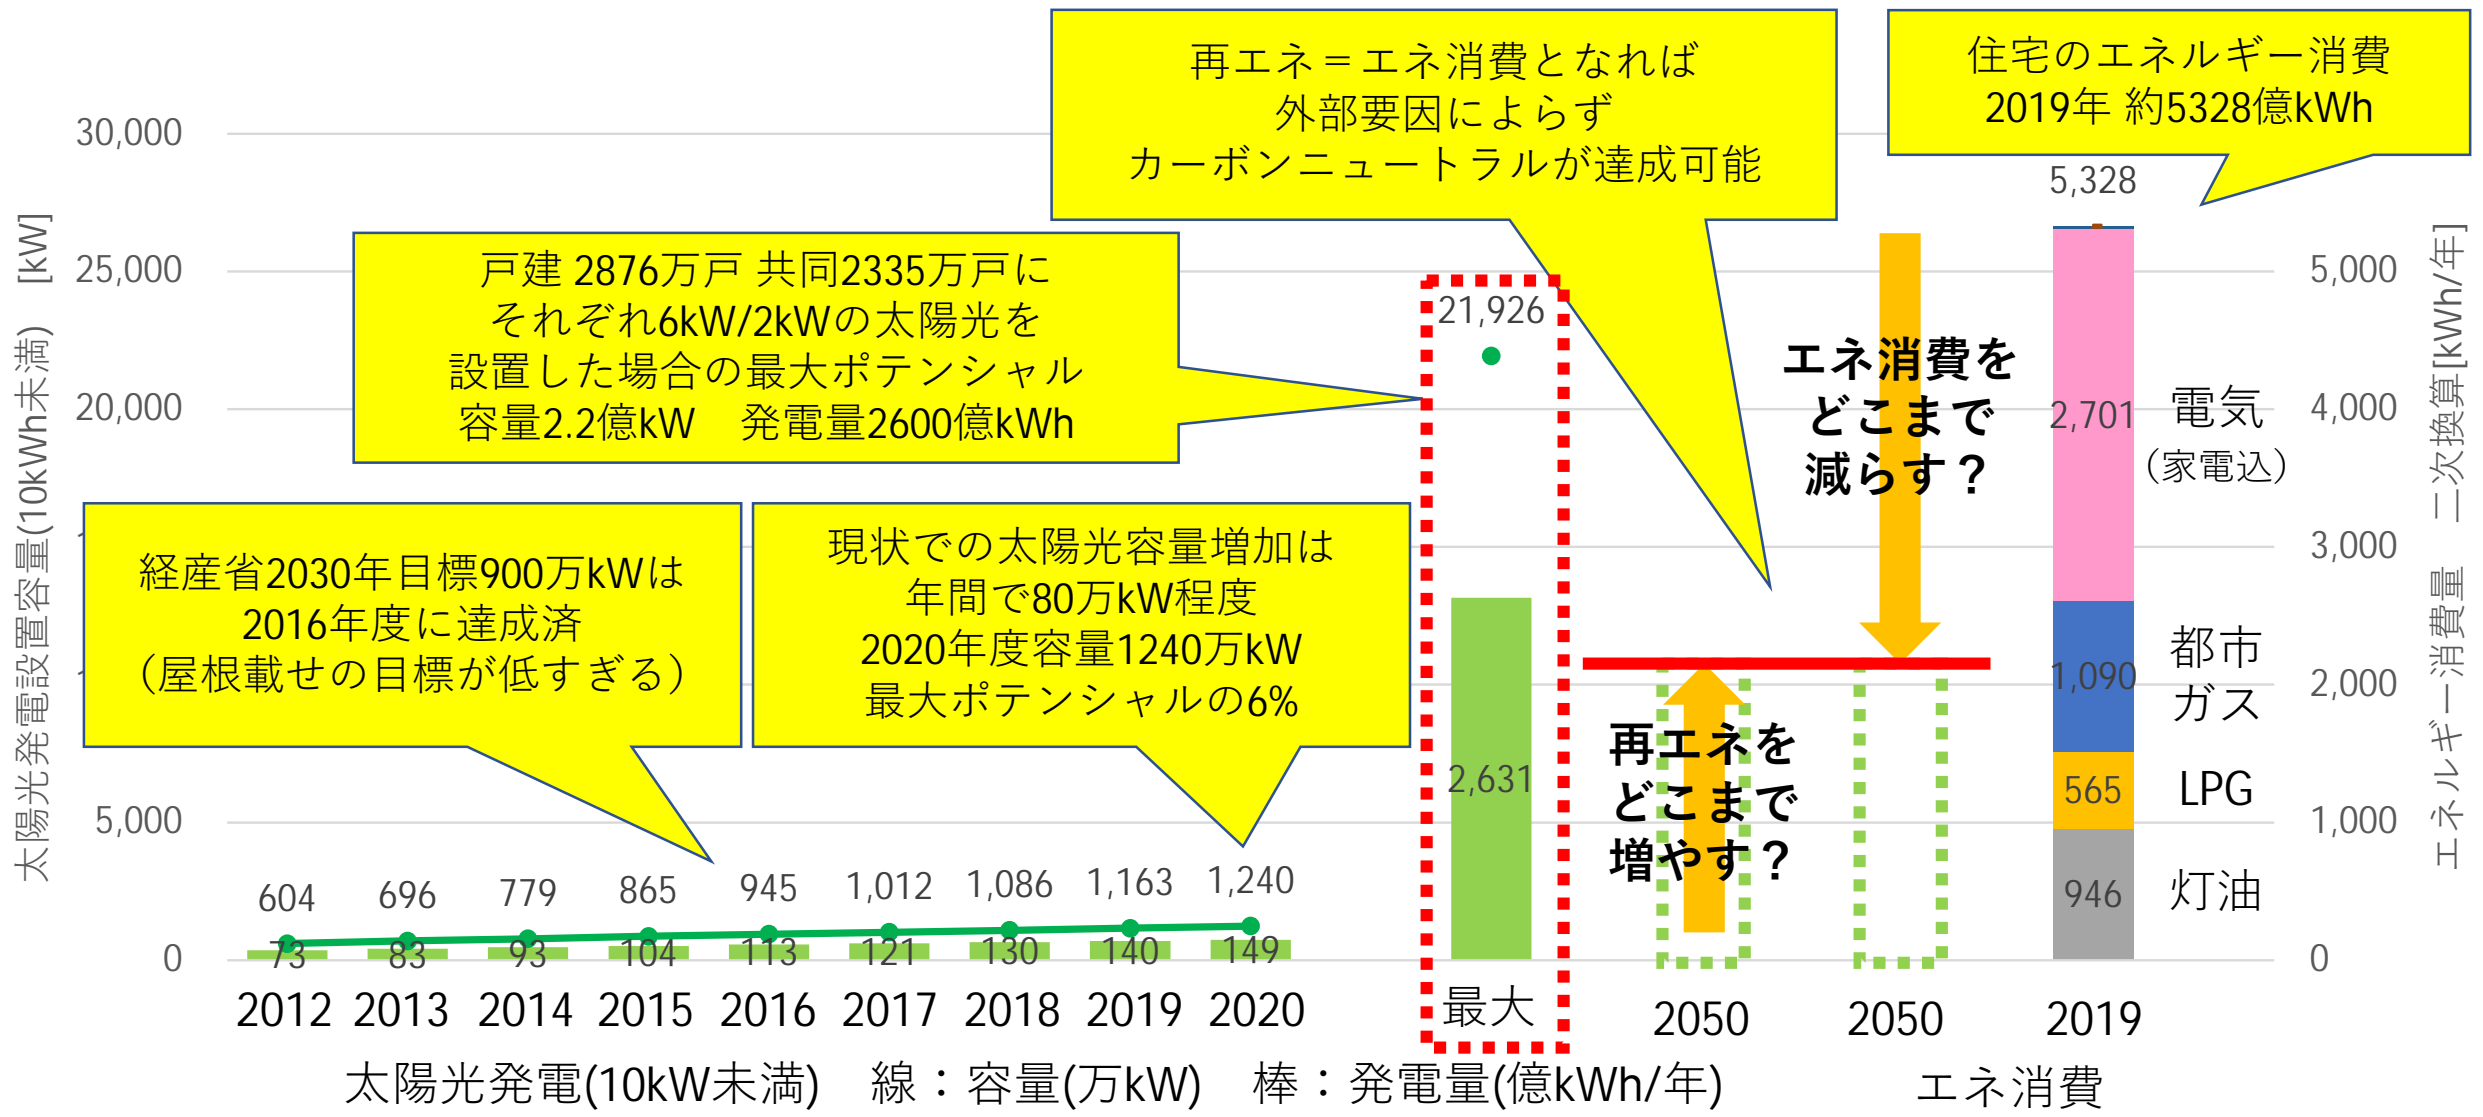 再エネ＝エネ消費となれば
外部要因によらず
カーボンニュートラルが達成可能
住宅のエネルギー消費
2019年 約5328億kWh
戸建 2876万戸 共同2335万戸に
それぞれ6kW/2kWの太陽光を
設置した場合の最大ポテンシャル
容量2.2億kW　発電量2600億kWh
経産省2030年目標900万kWは
2016年度に達成済
（屋根載せの目標が低すぎる）
現状での太陽光容量増加は
年間で80万kW程度
2020年度容量1240万kW
最大ポテンシャルの6%
太陽光発電設置容量(10kWh未満)　[kW]
30,000
25,000
20,000
5,000
0
604
696
779
865
945
1,012
1,086
1,163
1,240
73
83
93
104
113
121
130
140
149
2012
2013
2014
2015
2016
2017
2018
2019
2020
21,926
2,631
最大
再エネを
どこまで
増やす？
2050
エネ消費を
どこまで
減らす？
2050
5,328
2,701
1,090
565
946
2019
電気
（家電込）
都市
ガス
LPG
灯油
5,000
4,000
3,000
2,000
1,000
0
エネルギー消費量　二次換算[kWh/年]
太陽光発電(10kW未満)　線：容量(万kW)　棒：発電量(億kWh/年)
エネ消費